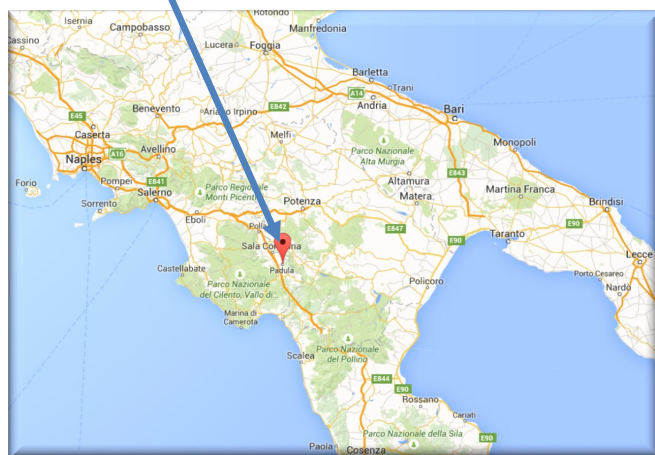 Rotondo
Isernia
Campobasso
Manfredonia
Cassino
Lucera
Foggia
Barletta
Trani
A14
Andria
Bari
E45
Benevento
Ariano Irpino
E842
Caserta
Melfi
Monopoli
A16
Avellino
Parco Nazionale
Alta Murgia
Naples
E843
Forio
Pompei
E841
Altamura
Martina Franca
Salerno
Parco Regionale
Monti Picentini
Matera
Brindisi
Sorrento
Potenza
Eboli
Polla
E847
E90
Taranto
E90
Sala Consilina
Lecce
Castellabate
Padula
Porto Cesareo
Parco Nazionale
del Cilento, Vallo di...
Policoro
Nardò
Marina di
Camerota
Scalea
Parco Nazionale
del Pollino
E844
E90
Rossano
Cariati
Parco Nazionale della Sila
E90
Paola
Cosenza